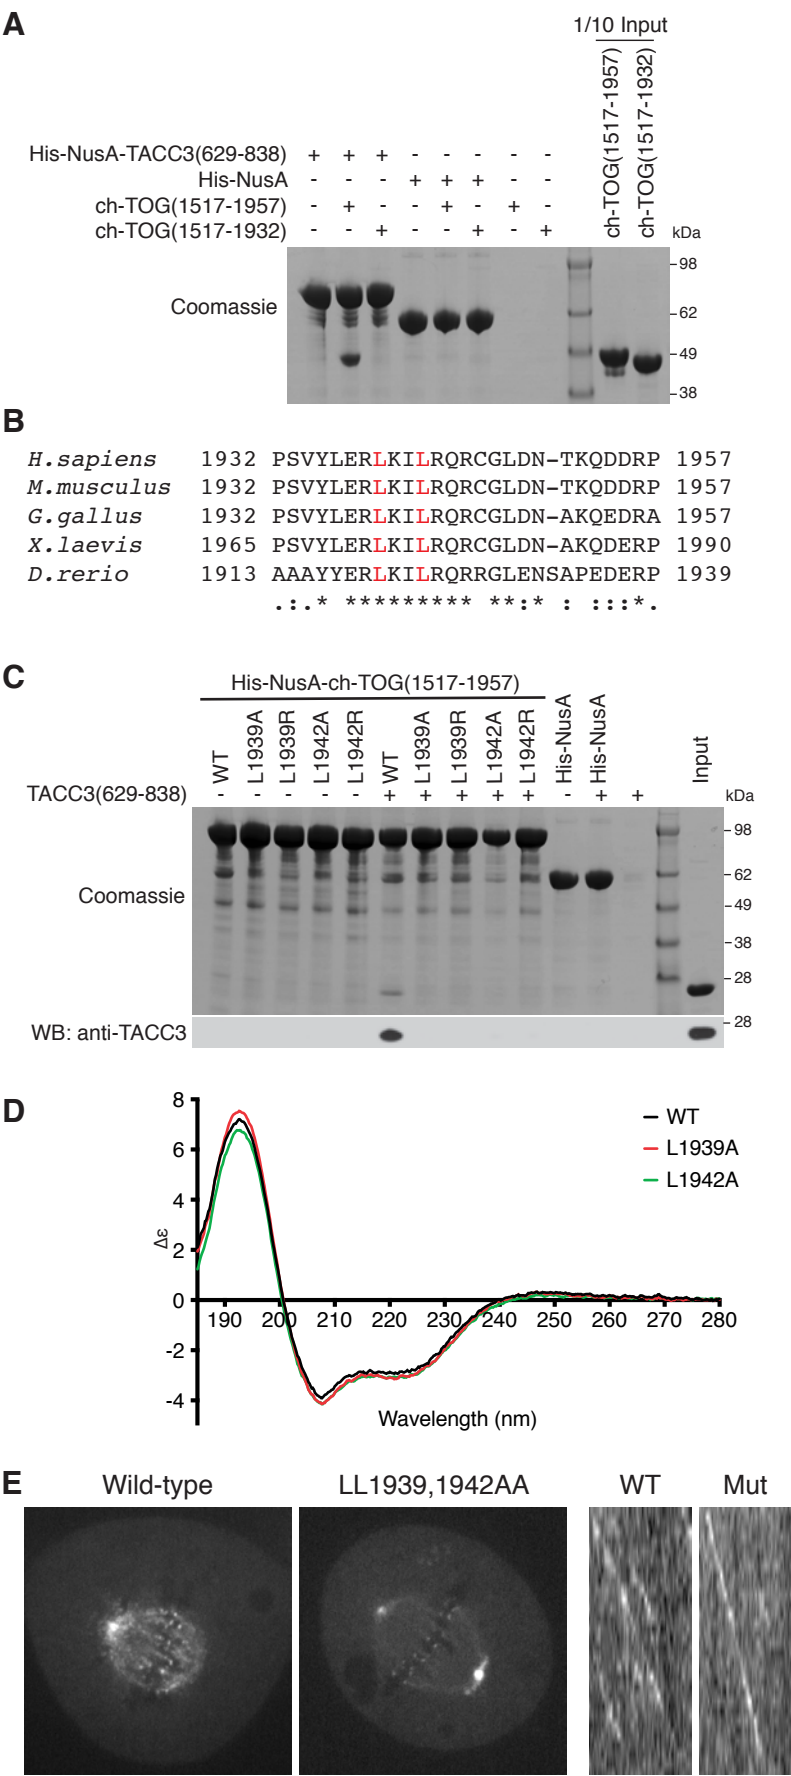 A
1/10 Input
ch-TOG(1517-1957)
ch-TOG(1517-1932)
His-NusA-TACC3(629-838) + + + - - - - -
His-NusA - - - + + + - -
ch-TOG(1517-1957) - + - - + - + -
ch-TOG(1517-1932) - - + - - + - +
kDa
Coomassie
98
62
49
38
B
H.sapiens 1932 PSVYLERLKILRQRCGLDN-TKQDDRP 1957
M.musculus 1932 PSVYLERLKILRQRCGLDN-TKQDDRP 1957
G.gallus 1932 PSVYLERLKILRQRCGLDN-AKQEDRA 1957
X.laevis 1965 PSVYLERLKILRQRCGLDN-AKQDERP 1990
D.rerio 1913 AAAYYERLKILRQRRGLENSAPEDERP 1939
.:.* ********* **:* : :::*.
C
His-NusA-ch-TOG(1517-1957)
WT L1939A L1939R L1942A L1942R WT L1939A L1939R L1942A L1942R His-NusA His-NusA Input
TACC3(629-838) - - - - - + + + + + - + +
kDa
Coomassie
98
62
49
38
28
WB: anti-TACC3
28
D
8
6
4
2
0
-2
-4
Δε
WT
L1939A
L1942A
190 200 210 220 230 240 250 260 270 280
Wavelength (nm)
E
Wild-type LL1939,1942AA WT Mut